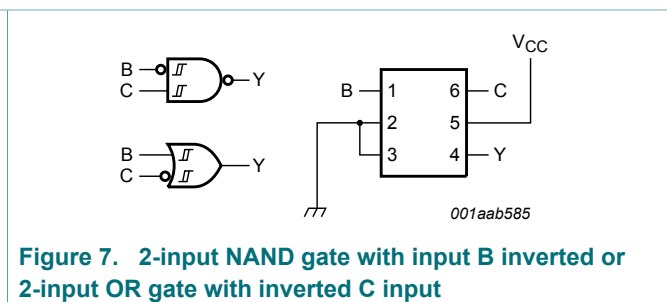 B
C
Y
B
C
Y
VCC
B
1
6
C
2
5
3
4
Y
001aab585
Figure 7. 2-input NAND gate with input B inverted or
2-input OR gate with inverted C input